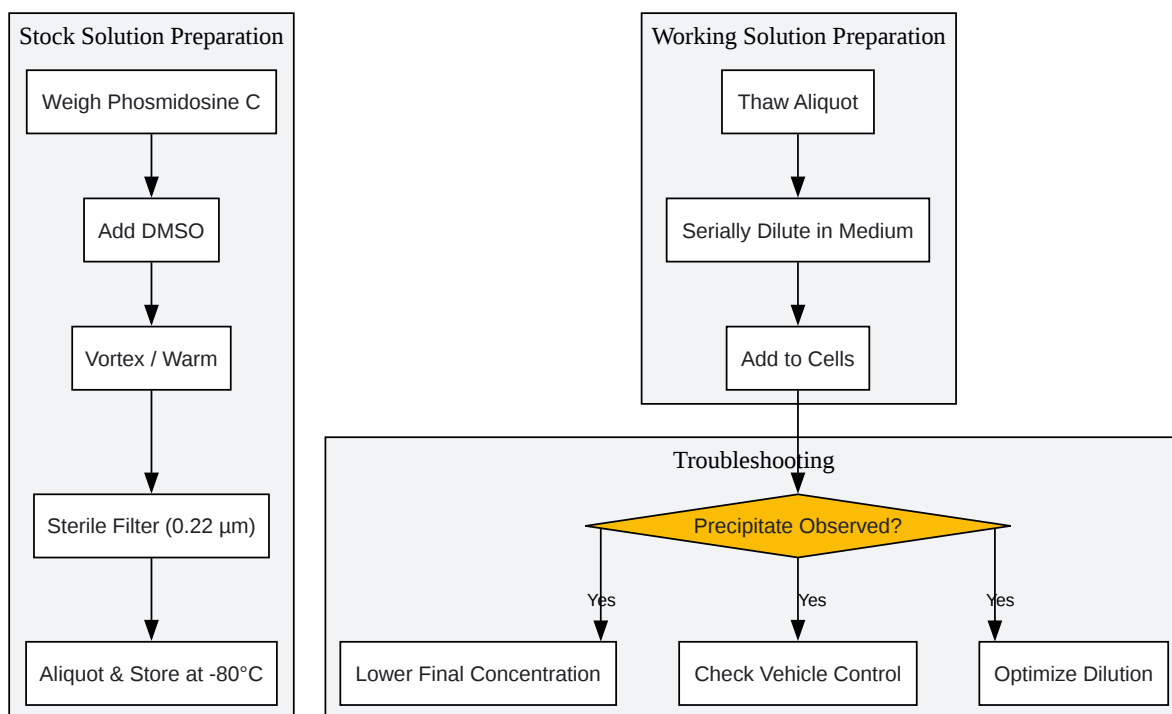 Stock Solution Preparation
Weigh Phosmidosine C
Add DMSO
Vortex / Warm
Sterile Filter (0.22 µm)
Aliquot & Store at -80°C
Working Solution Preparation
Thaw Aliquot
Serially Dilute in Medium
Add to Cells
Troubleshooting
Precipitate Observed?
Yes
Yes
Yes
Lower Final Concentration
Check Vehicle Control
Optimize Dilution